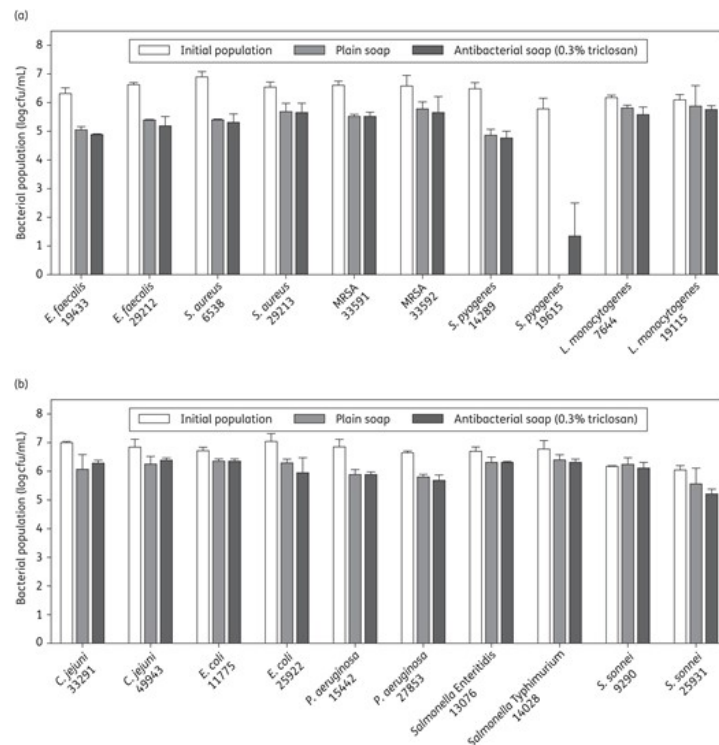 (a)
8
7
6
5
4
3
2
1
0
Bacterial population (log cfu/mL)
Initial population Plain soap Antibacterial soap (0.3% triclosan)
E. faecalis
19433
E. faecalis
29212
S. aureus
6538
S. aureus
29213
MRSA
33591
MRSA
33592
S. pyogenes
14289
S. pyogenes
19615
L. monocytogenes
7644
L. monocytogenes
19115
(b)
8
7
6
5
4
3
2
1
0
Bacterial population (log cfu/mL)
Initial population Plain soap Antibacterial soap (0.3% triclosan)
C. jejuni
33291
C. jejuni
49943
E. coli
11775
E. coli
25922
P. aeruginosa
15442
P. aeruginosa
27853
Salmonella Enteritidis
13076
Salmonella Typhimurium
14028
S. sonnei
9290
S. sonnei
25931